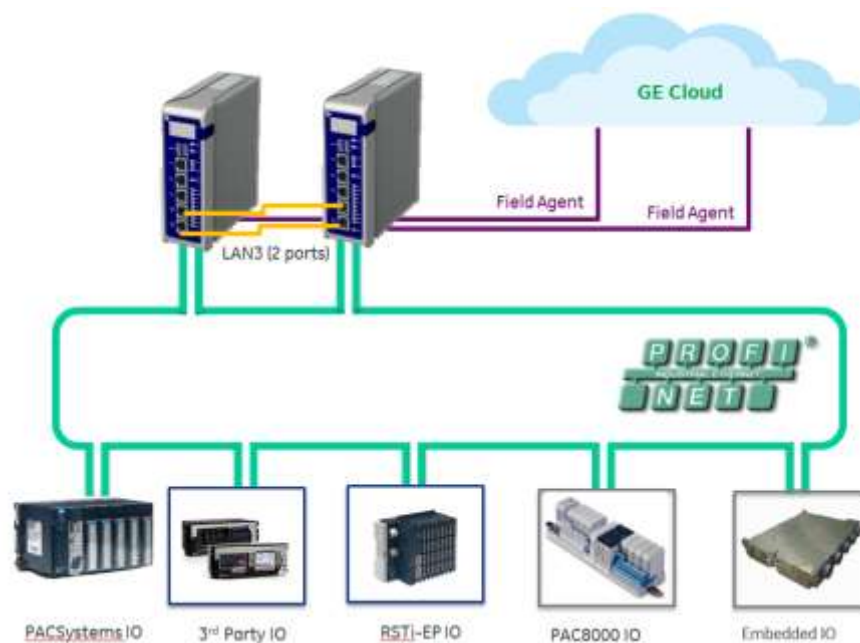 GE Cloud
Field Agent
Field Agent
LAN3 (2 ports)
PROFI
NET
®
PACSystems IO
3rd Party IO
RSTi-EP IO
PAC8000 IO
Embedded IO